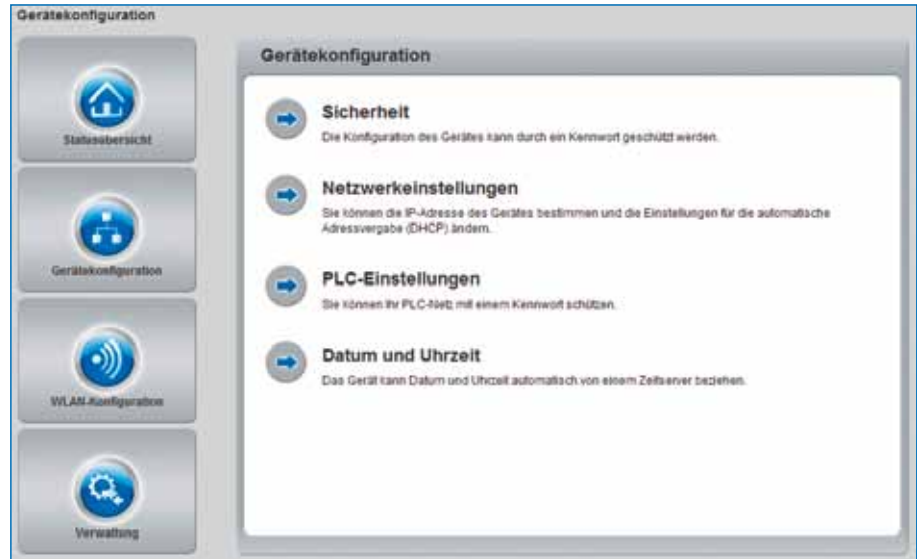 Gerätekonfiguration
Statusübersicht
Gerätekonfiguration
WLAN-Konfiguration
Verwaltung
Gerätekonfiguration
Sicherheit
Die Konfiguration des Gerätes kann durch ein Kennwort geschützt werden.
Netzwerkeinstellungen
Sie können die IP-Adresse des Gerätes bestimmen und die Einstellungen für die automatische
Adressvergabe (DHCP) ändern.
PLC-Einstellungen
Sie können Ihr PLC-Netz mit einem Kennwort schützen.
Datum und Uhrzeit
Das Gerät kann Datum und Uhrzeit automatisch von einem Zeitserver beziehen.